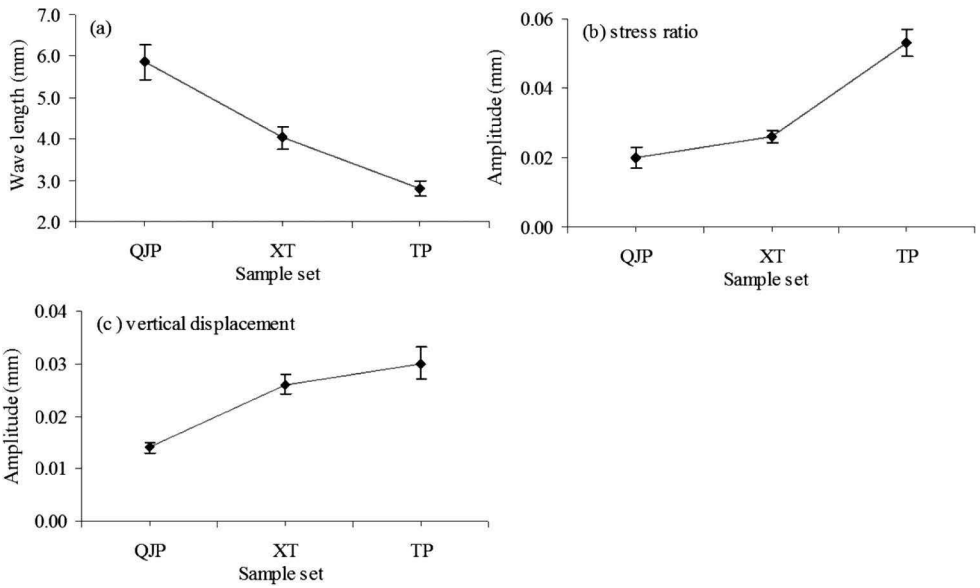 (a)
7.0
6.0
5.0
4.0
3.0
2.0
Wave length (mm)
QJP XT TP
Sample set
(b) stress ratio
0.06
0.04
0.02
0.00
Amplitude (mm)
QJP XT TP
Sample set
(c ) vertical displacement
0.04
0.03
0.02
0.01
0.00
Amplitude (mm)
QJP XT TP
Sample set